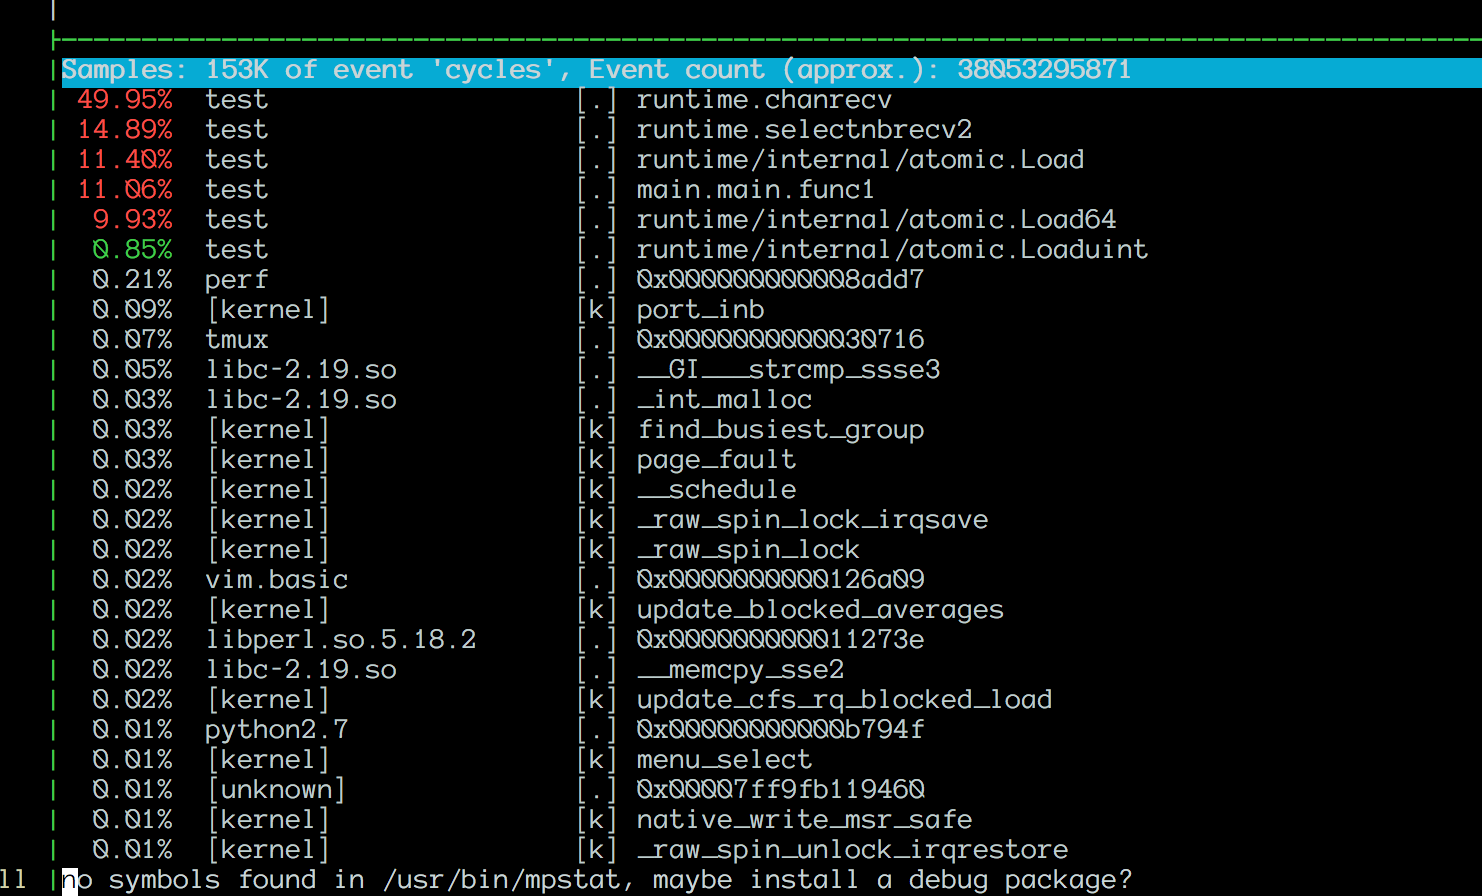 Samples: 153K of event 'cycles', Event count (approx.): 38053295871
49.95% test [.] runtime.chanrecv
14.89% test [.] runtime.selectnbrecv2
11.40% test [.] runtime/internal/atomic.Load
11.06% test [.] main.main.func1
9.93% test [.] runtime/internal/atomic.Load64
0.85% test [.] runtime/internal/atomic.Loaduint
0.21% perf [.] 0x000000000008add7
0.09% [kernel] [k] port_inb
0.07% tmux [.] 0x0000000000030716
0.05% libc-2.19.so [.] __GI___strcmp_ssse3
0.03% libc-2.19.so [.] _int_malloc
0.03% [kernel] [k] find_busiest_group
0.03% [kernel] [k] page_fault
0.02% [kernel] [k] __schedule
0.02% [kernel] [k] _raw_spin_lock_irqsave
0.02% [kernel] [k] _raw_spin_lock
0.02% vim.basic [.] 0x0000000000126a09
0.02% [kernel] [k] update_blocked_averages
0.02% libperl.so.5.18.2 [.] 0x000000000011273e
0.02% libc-2.19.so [.] __memcpy_sse2
0.02% [kernel] [k] update_cfs_rq_blocked_load
0.01% python2.7 [.] 0x00000000000b794f
0.01% [kernel] [k] menu_select
0.01% [unknown] [.] 0x00007ff9fb119460
0.01% [kernel] [k] native_write_msr_safe
0.01% [kernel] [k] _raw_spin_unlock_irqrestore
11 no symbols found in /usr/bin/mpstat, maybe install a debug package?